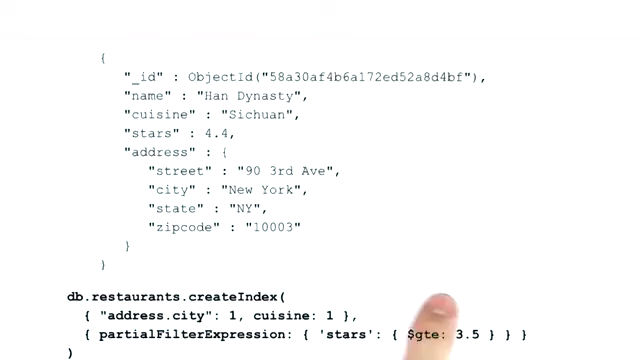 {
"_id" : ObjectId("58a30af4b6a172ed52a8d4bf"),
"name" : "Han Dynasty",
"cuisine" : "Sichuan",
"stars" : 4.4,
"address" : {
"street" : "90 3rd Ave",
"city" : "New York",
"state" : "NY",
"zipcode" : "10003"
}
}
db.restaurants.createIndex(
{ "address.city": 1, cuisine: 1 },
{ partialFilterExpression: { 'stars': { $gte: 3.5 } } }
)